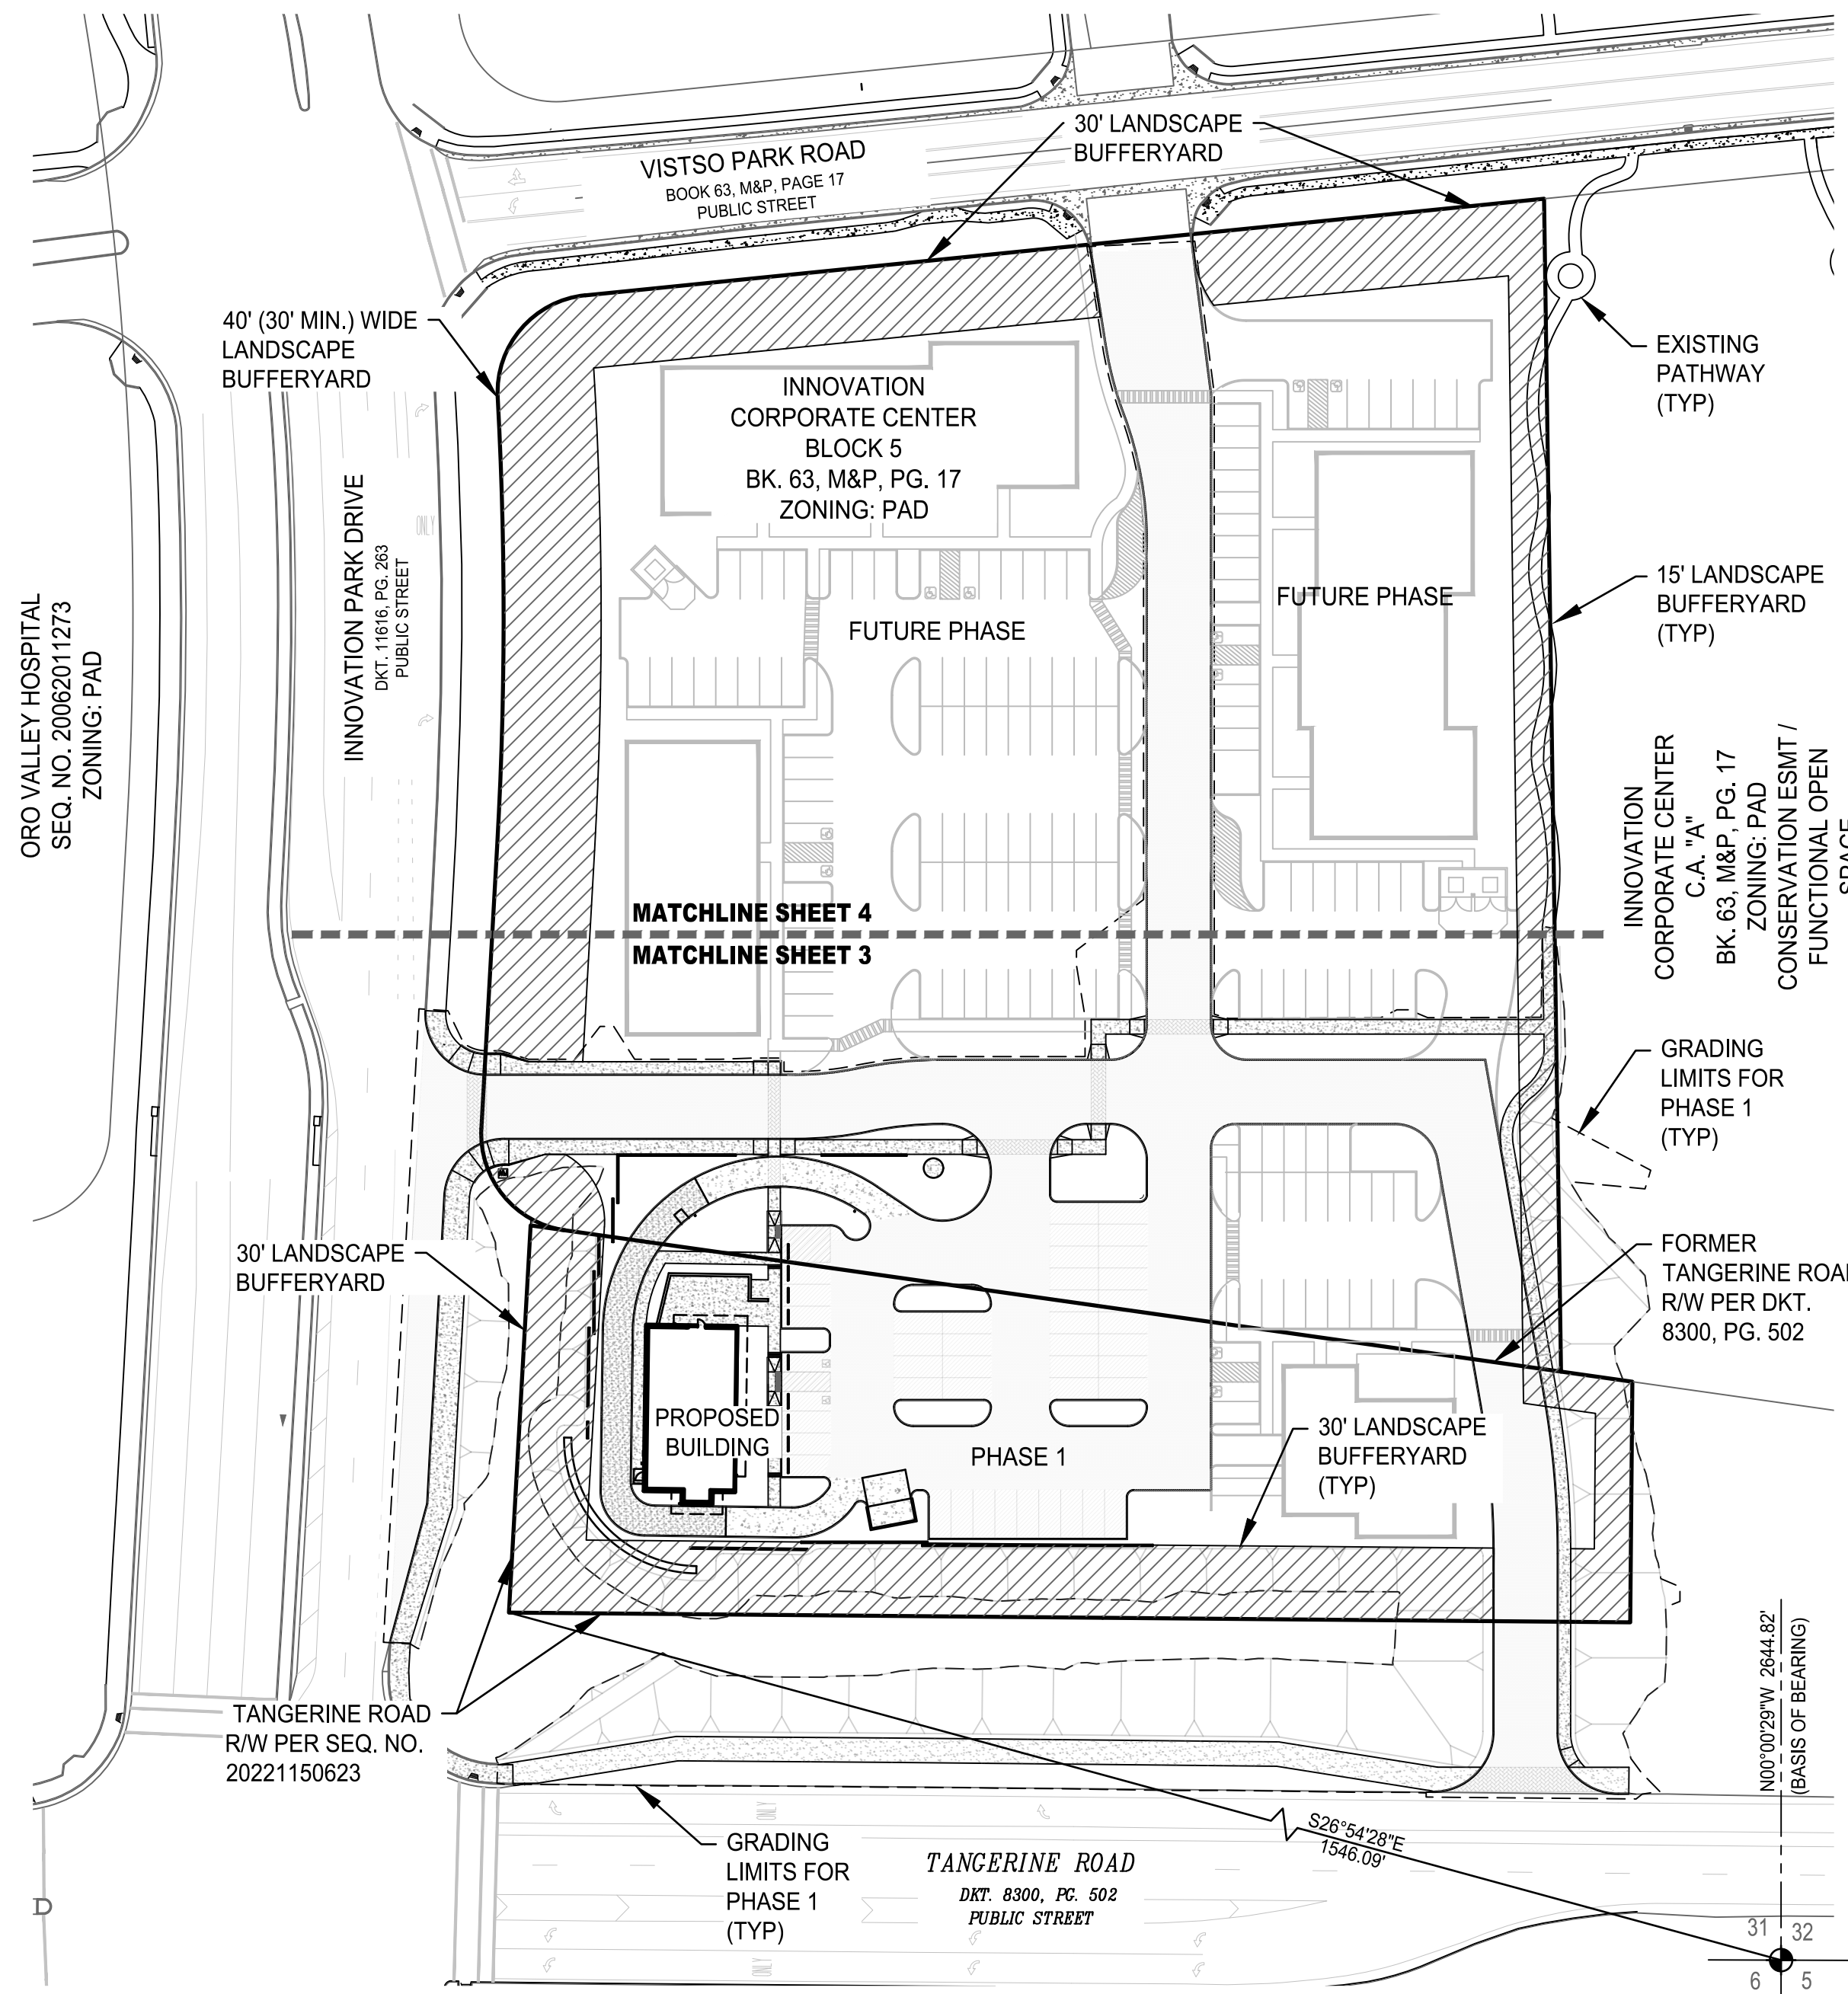 30' LANDSCAPE
BUFFERYARD
VISTSO PARK ROAD
BOOK 63, M&P, PAGE 17
PUBLIC STREET
40' (30' MIN.) WIDE
LANDSCAPE
BUFFERYARD
EXISTING
PATHWAY
(TYP)
INNOVATION
CORPORATE CENTER
BLOCK 5
BK. 63, M&P, PG. 17
ZONING: PAD
INNOVATION PARK DRIVE
DKT. 11616, PG. 263
PUBLIC STREET
ONLY
ORO VALLEY HOSPITAL
SEQ. NO. 20062011273
ZONING: PAD
15' LANDSCAPE
BUFFERYARD
(TYP)
FUTURE PHASE
FUTURE PHASE
INNOVATION
CORPORATE CENTER
C.A. "A"
BK. 63, M&P, PG. 17
ZONING: PAD
CONSERVATION ESMT /
FUNCTIONAL OPEN
SPACE
MATCHLINE SHEET 4
MATCHLINE SHEET 3
GRADING
LIMITS FOR
PHASE 1
(TYP)
30' LANDSCAPE
BUFFERYARD
FORMER
TANGERINE ROAD
R/W PER DKT.
8300, PG. 502
PROPOSED
BUILDING
PHASE 1
30' LANDSCAPE
BUFFERYARD
(TYP)
TANGERINE ROAD
R/W PER SEQ. NO.
20221150623
N00°00'29"W 2644.82'
(BASIS OF BEARING)
GRADING
LIMITS FOR
PHASE 1
(TYP)
ONLY
TANGERINE ROAD
DKT. 8300, PG. 502
PUBLIC STREET
ONLY
S26°54'28"E
1546.09'
D
31 32
6 5